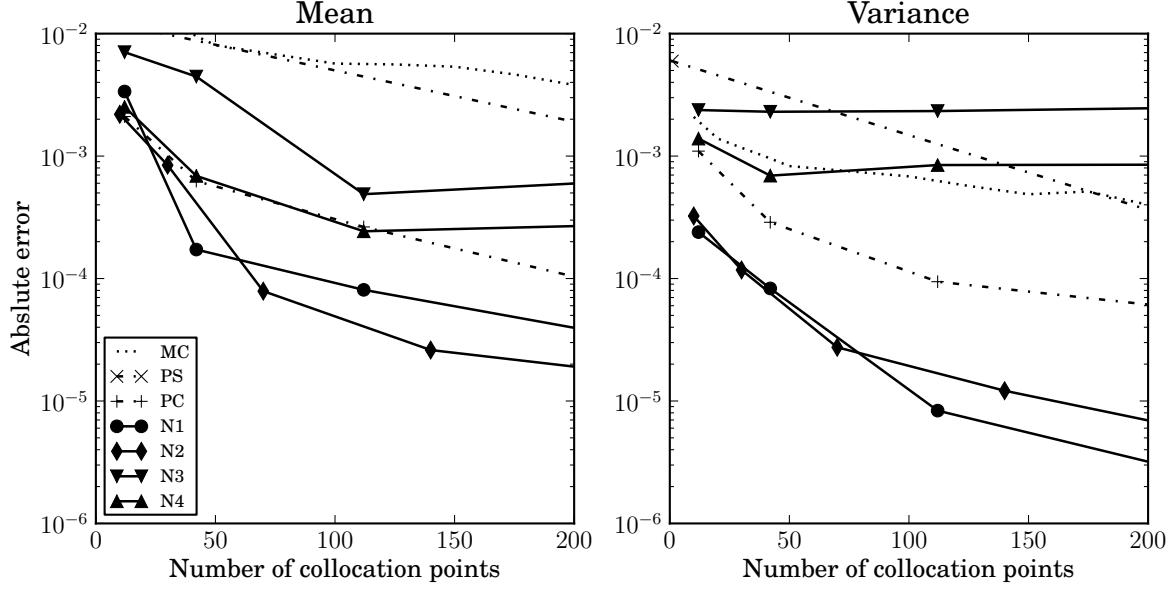 Mean
Variance
10^-2
10^-3
10^-4
10^-5
10^-6
Abslute error
MC
PS
PC
N1
N2
N3
N4
0 50 100 150 200
Number of collocation points
10^-2
10^-3
10^-4
10^-5
10^-6
0 50 100 150 200
Number of collocation points